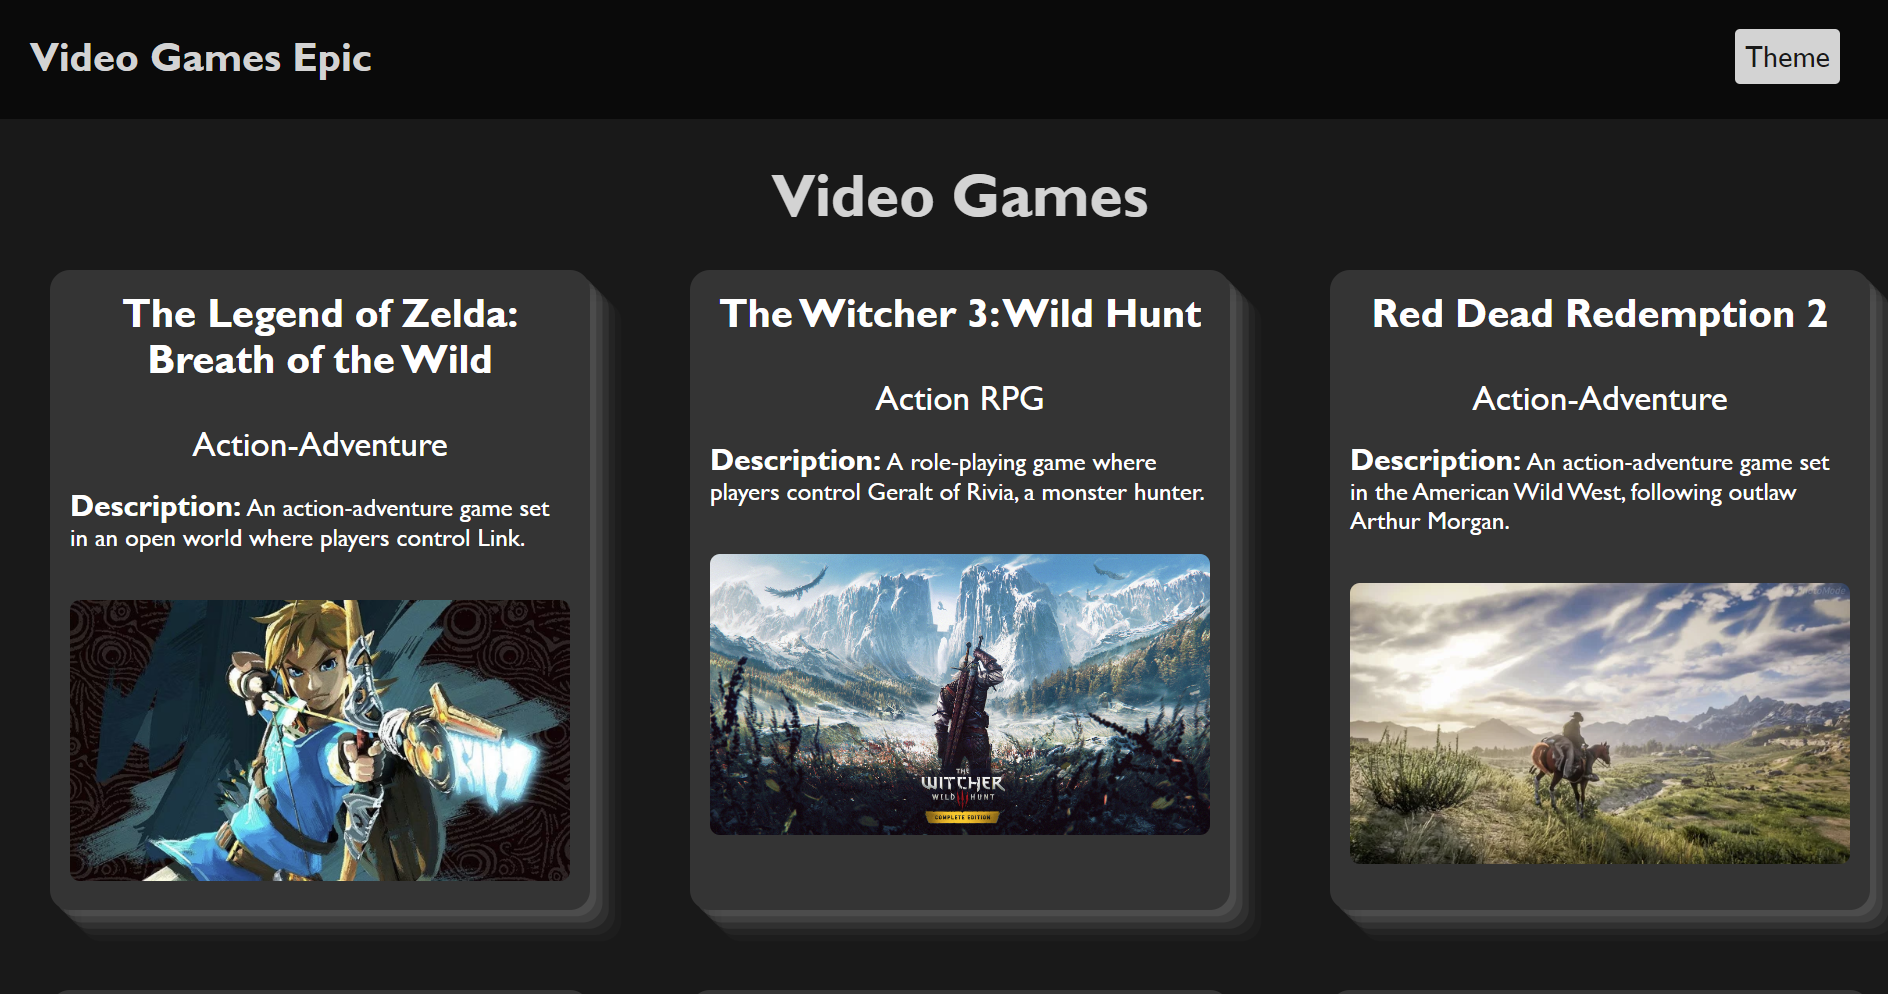 Video Games Epic
Theme
Video Games
The Legend of Zelda:
Breath of the Wild
Action-Adventure
Description: An action-adventure game set
in an open world where players control Link.
The Witcher 3: Wild Hunt
Action RPG
Description: A role-playing game where
players control Geralt of Rivia, a monster hunter.
THE
WITCHER
WILD HUNT
COMPLETE EDITION
Red Dead Redemption 2
Action-Adventure
Description: An action-adventure game set
in the American Wild West, following outlaw
Arthur Morgan.